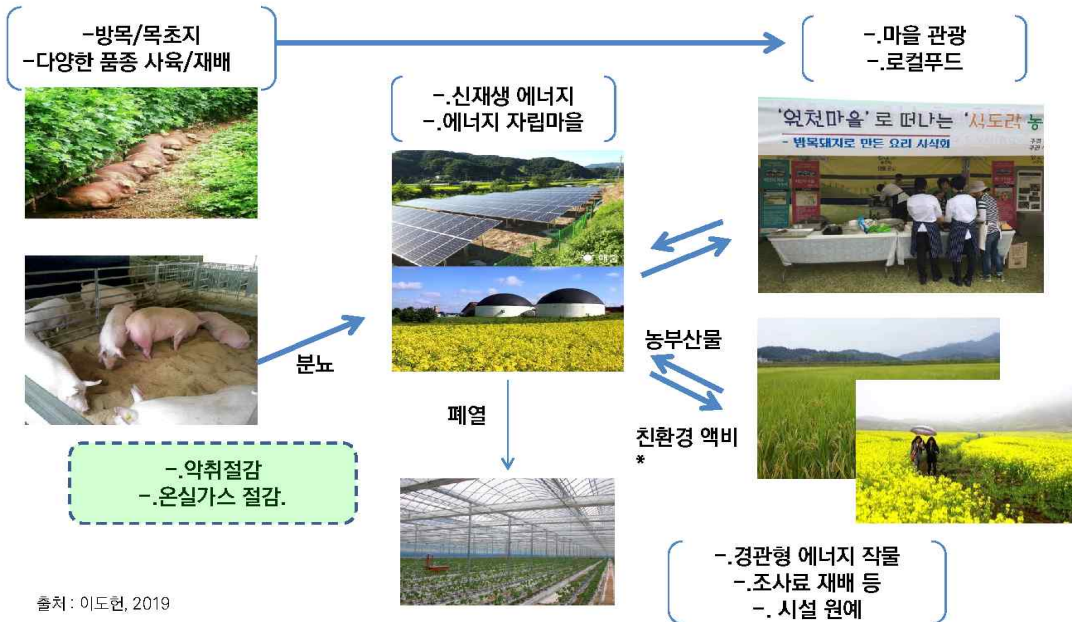 -방목/목초지
-다양한 품종 사육/재배
-.마을 관광
-.로컬푸드
-.신재생 에너지
-.에너지 자립마을
'원천마을'로 떠나는 '식도락 농
- 방목돼지로 만든 요리 시식회
분뇨
농부산물
폐열
친환경 액비
*
-.악취절감
-.온실가스 절감.
-.경관형 에너지 작물
-.조사료 재배 등
-. 시설 원예
출처 : 이도헌, 2019